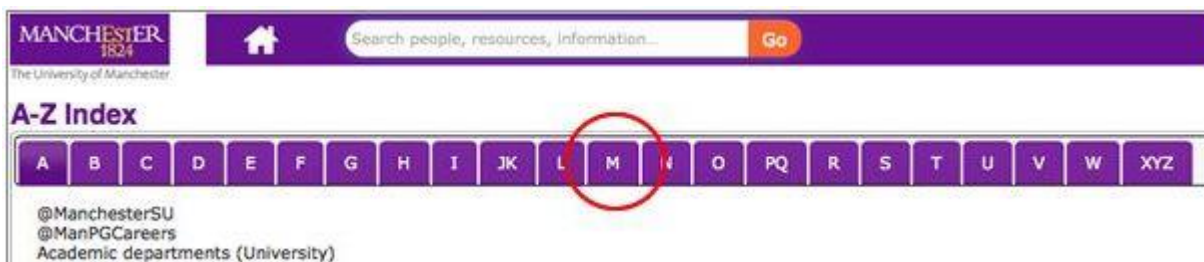 MANCHESTER
1824
The University of Manchester
Search people, resources, information...
Go
A-Z Index
A B C D E F G H I JK L M N O PQ R S T U V W XYZ
@ManchesterSU
@ManPGCareers
Academic departments (University)